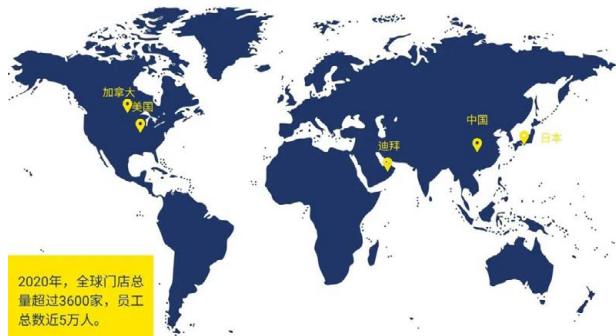 加拿大
美国
中国
日本
迪拜
2020年，全球门店总
量超过3600家，员工
总数近5万人。